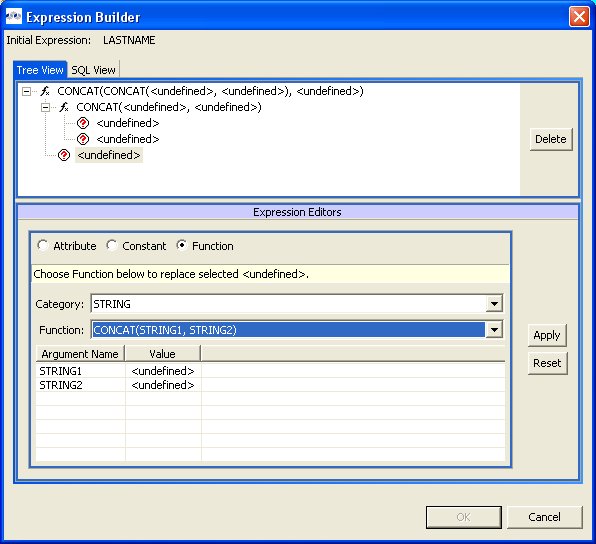 Expression Builder
Initial Expression: LASTNAME
Tree View SQL View
CONCAT(CONCAT(<undefined>, <undefined>), <undefined>)
CONCAT(<undefined>, <undefined>)
<undefined>
<undefined>
<undefined>
Delete
Expression Editors
Attribute Constant Function
Choose Function below to replace selected <undefined>.
Category: STRING
Function: CONCAT(STRING1, STRING2)
Apply
Argument Name Value
Reset
STRING1 <undefined>
STRING2 <undefined>
OK Cancel